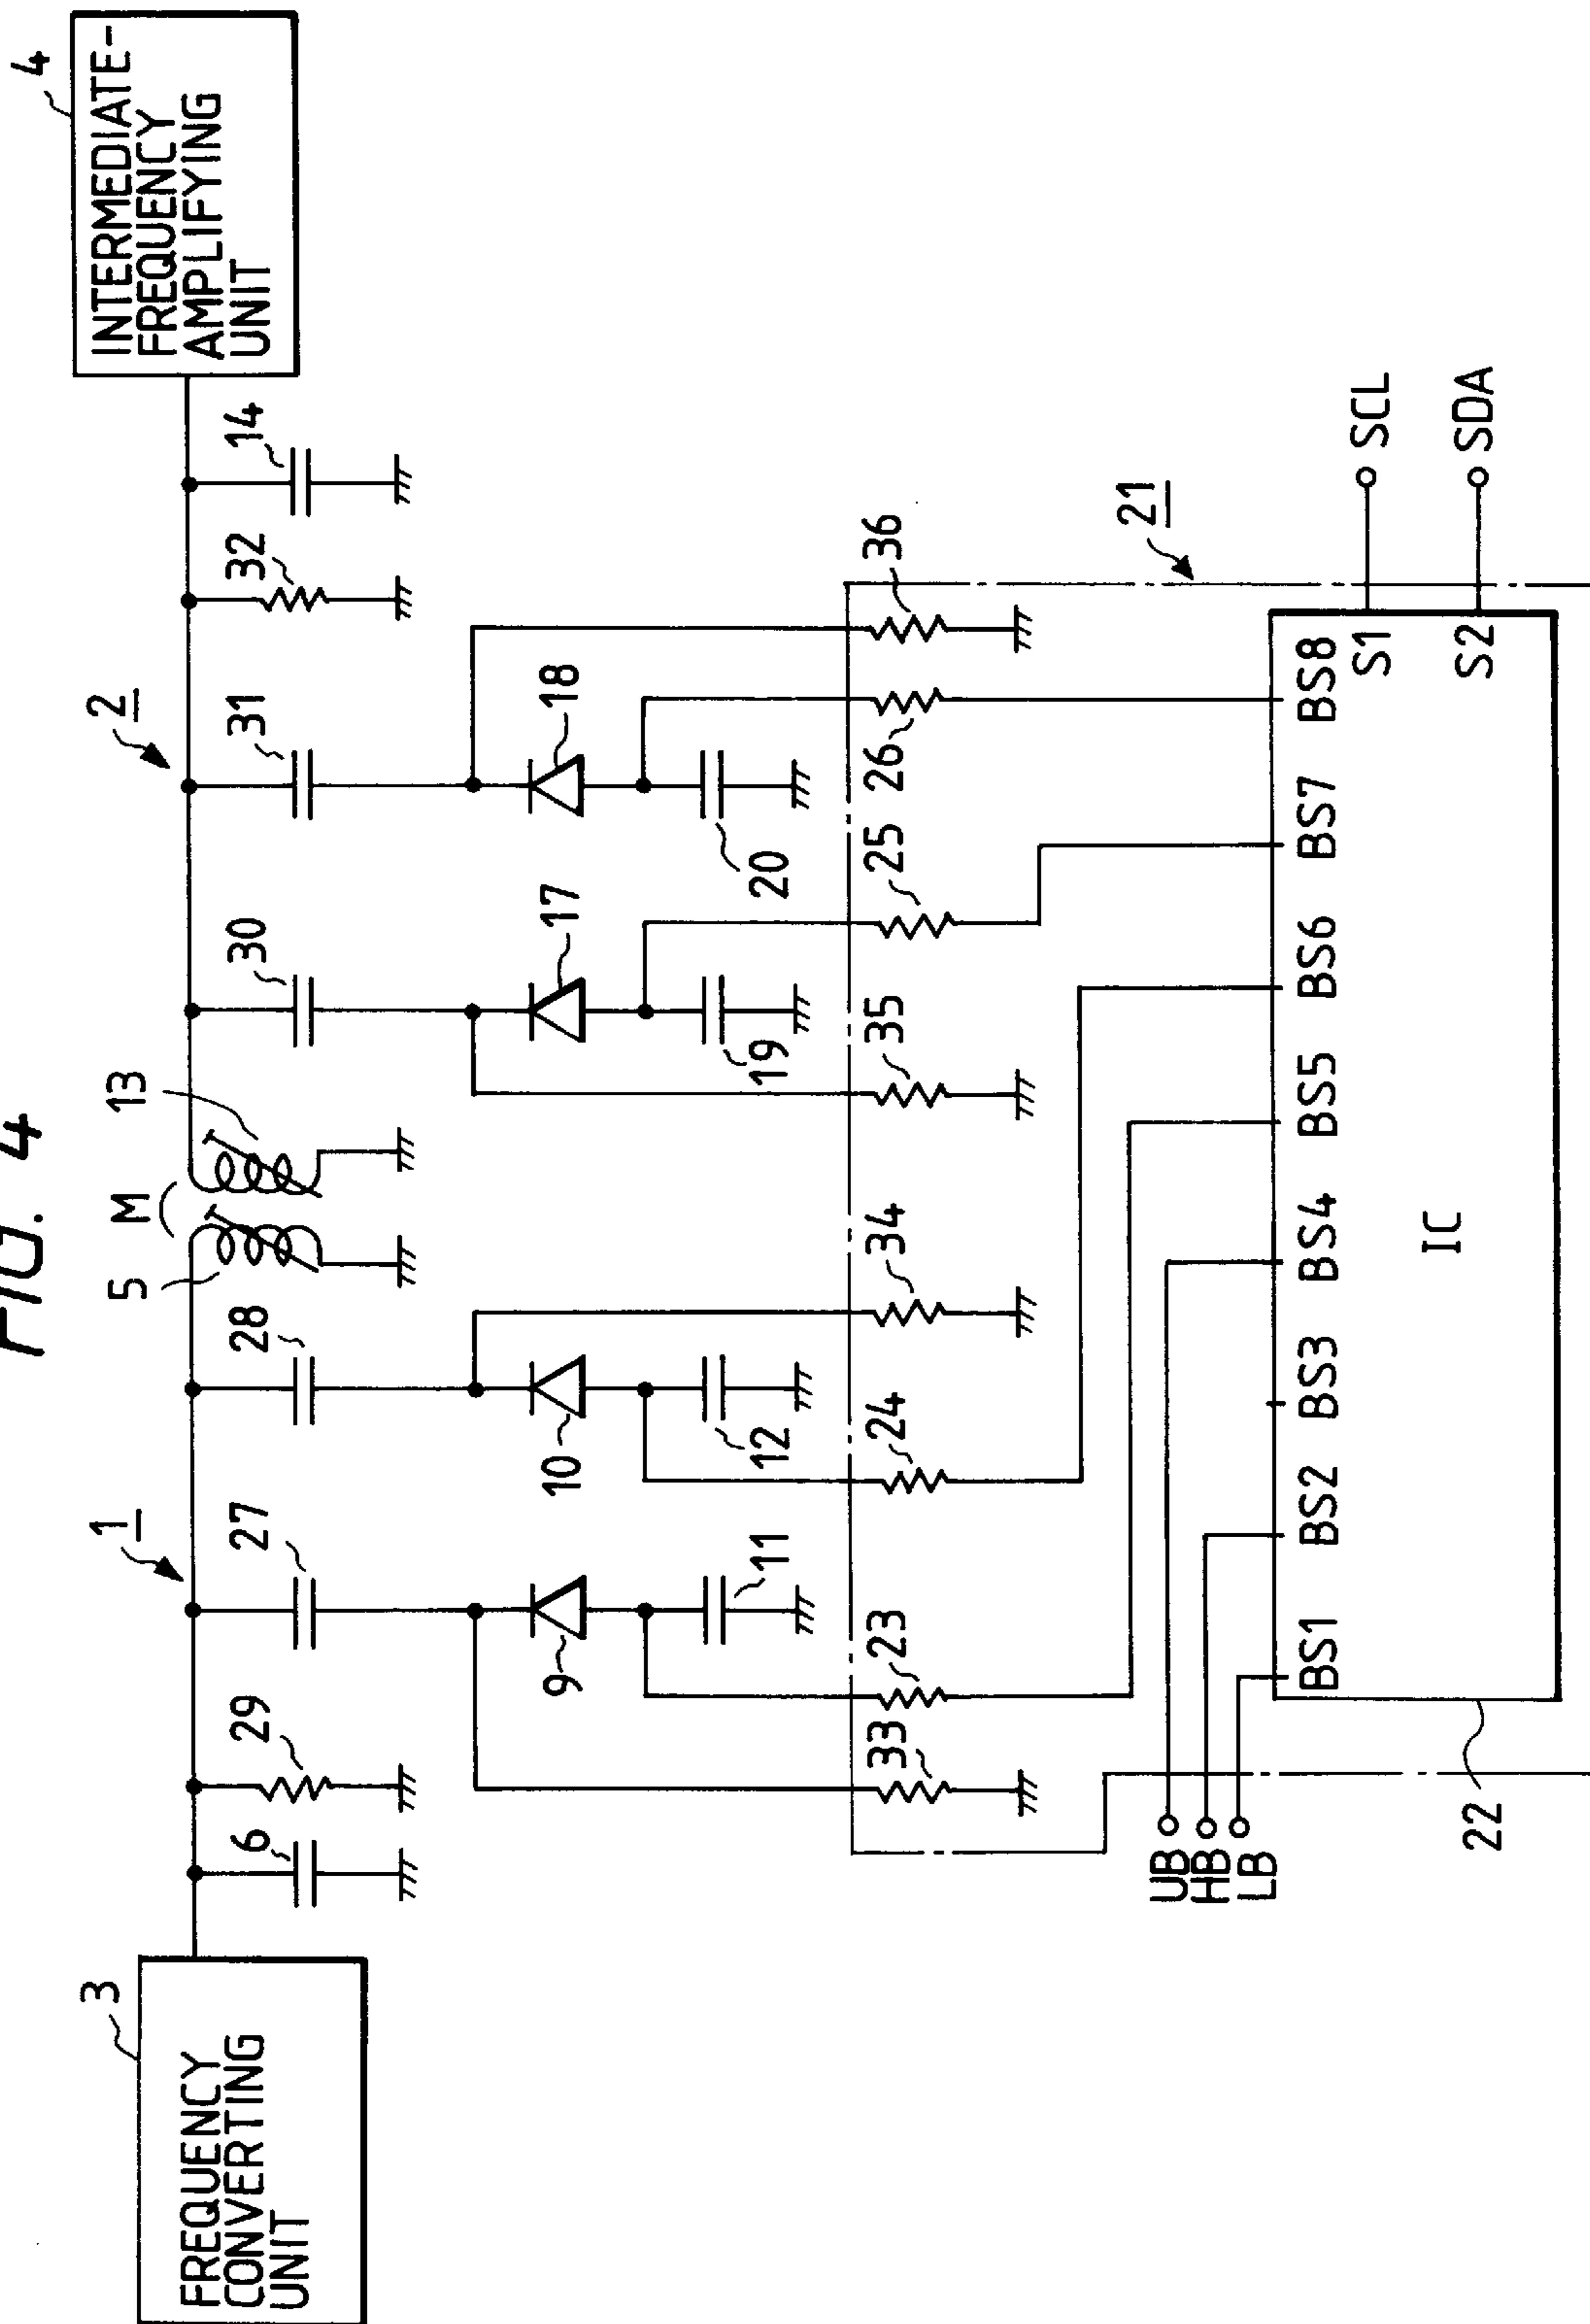 FIG. 4
FREQUENCY
CONVERTING
UNIT
3
INTERMEDIATE-
FREQUENCY
AMPLIFYING
UNIT
4
1
2
6
29
27
28
5
M
13
30
31
32
14
9
11
10
12
17
19
18
20
33
23
24
34
35
25
26
36
21
UB
HB
LB
BS1
BS2
BS3
BS4
BS5
BS6
BS7
BS8
S1
SCL
S2
SDA
IC
22